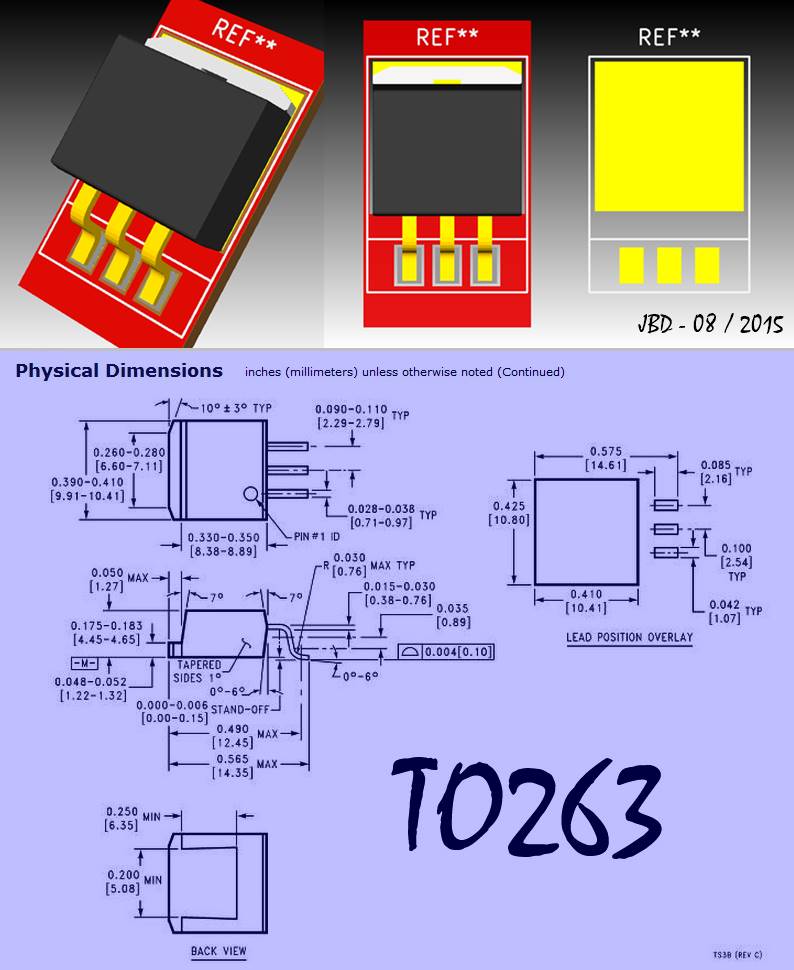 REF**
REF**
REF**
JBD - 08 / 2015
Physical Dimensions
inches (millimeters) unless otherwise noted (Continued)
10° ± 3° TYP
0.090-0.110
[2.29-2.79]
TYP
0.260-0.280
[6.60-7.11]
0.390-0.410
[9.91-10.41]
0.028-0.038
[0.71-0.97]
TYP
0.330-0.350
[8.38-8.89]
PIN #1 ID
0.575
[14.61]
0.085
[2.16]
TYP
0.425
[10.80]
0.100
[2.54]
TYP
0.410
[10.41]
0.042
[1.07]
TYP
LEAD POSITION OVERLAY
0.050
[1.27]
MAX
7°
7°
R
0.030
[0.76]
MAX TYP
0.015-0.030
[0.38-0.76]
0.035
[0.89]
0.175-0.183
[4.45-4.65]
-M-
TAPERED
SIDES 1°
0.004[0.10]
0°-6°
0°-6°
0.048-0.052
[1.22-1.32]
0.000-0.006
[0.00-0.15]
STAND-OFF
0.490
[12.45]
MAX
0.565
[14.35]
MAX
TO263
0.250
[6.35]
MIN
0.200
[5.08]
MIN
BACK VIEW
TS3B (REV C)